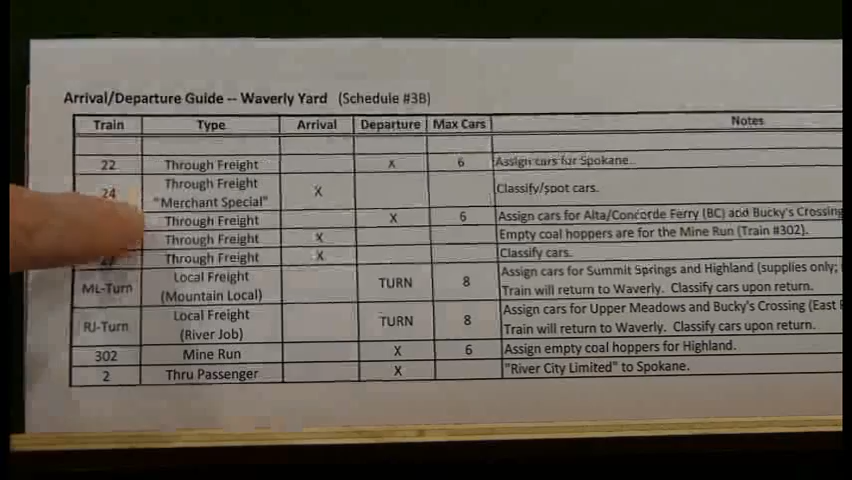 Arrival/Departure Guide -- Waverly Yard (Schedule #3B)
Train Type Arrival Departure Max Cars Notes
22 Through Freight X 6 Assign cars for Spokane.
24 Through Freight "Merchant Special" X Classify/spot cars.
Through Freight X 6 Assign cars for Alta/Concorde Ferry (BC) and Bucky's Crossing
Through Freight X Empty coal hoppers are for the Mine Run (Train #302).
Through Freight X Classify cars.
ML-Turn Local Freight (Mountain Local) TURN 8 Assign cars for Summit Springs and Highland (supplies only;
Train will return to Waverly. Classify cars upon return.
RJ-Turn Local Freight (River Job) TURN 8 Assign cars for Upper Meadows and Bucky's Crossing (East
Train will return to Waverly. Classify cars upon return.
302 Mine Run X 6 Assign empty coal hoppers for Highland.
2 Thru Passenger X "River City Limited" to Spokane.